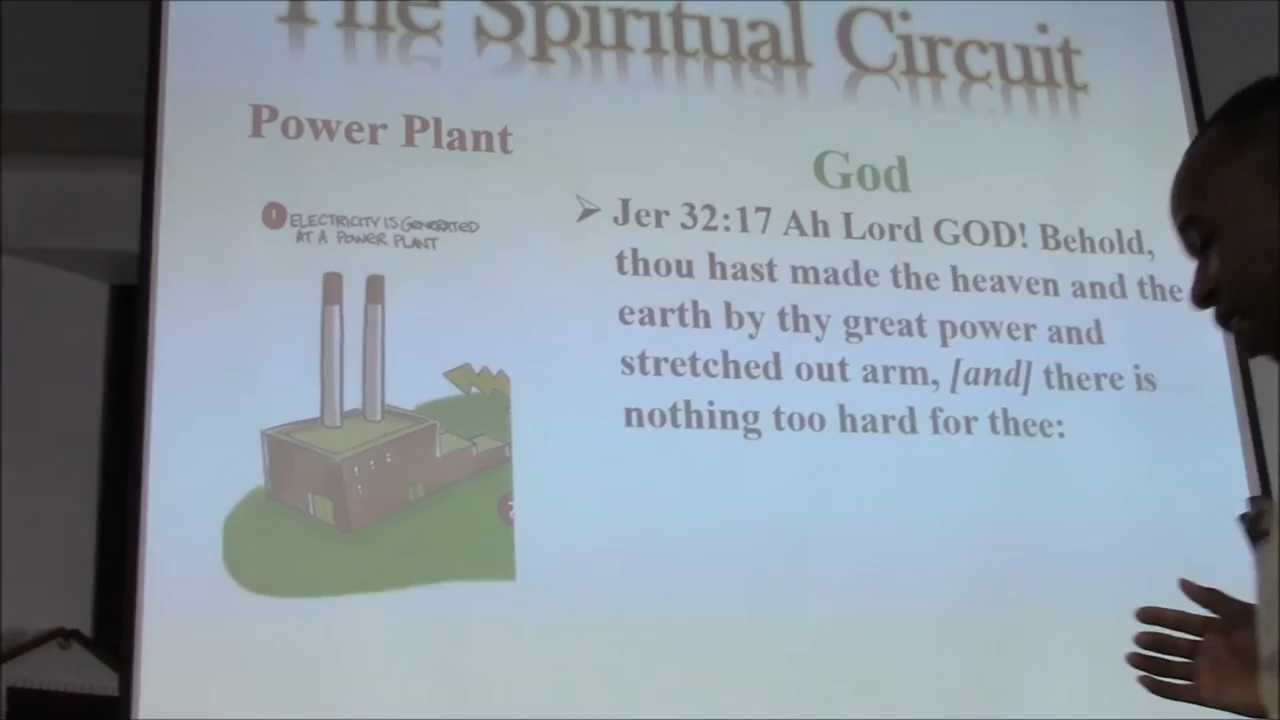 The Spiritual Circuit
Power Plant
God
1 ELECTRICITY IS GENERATED
AT A POWER PLANT
➢ Jer 32:17 Ah Lord GOD! Behold,
thou hast made the heaven and the
earth by thy great power and
stretched out arm, [and] there is
nothing too hard for thee:
2